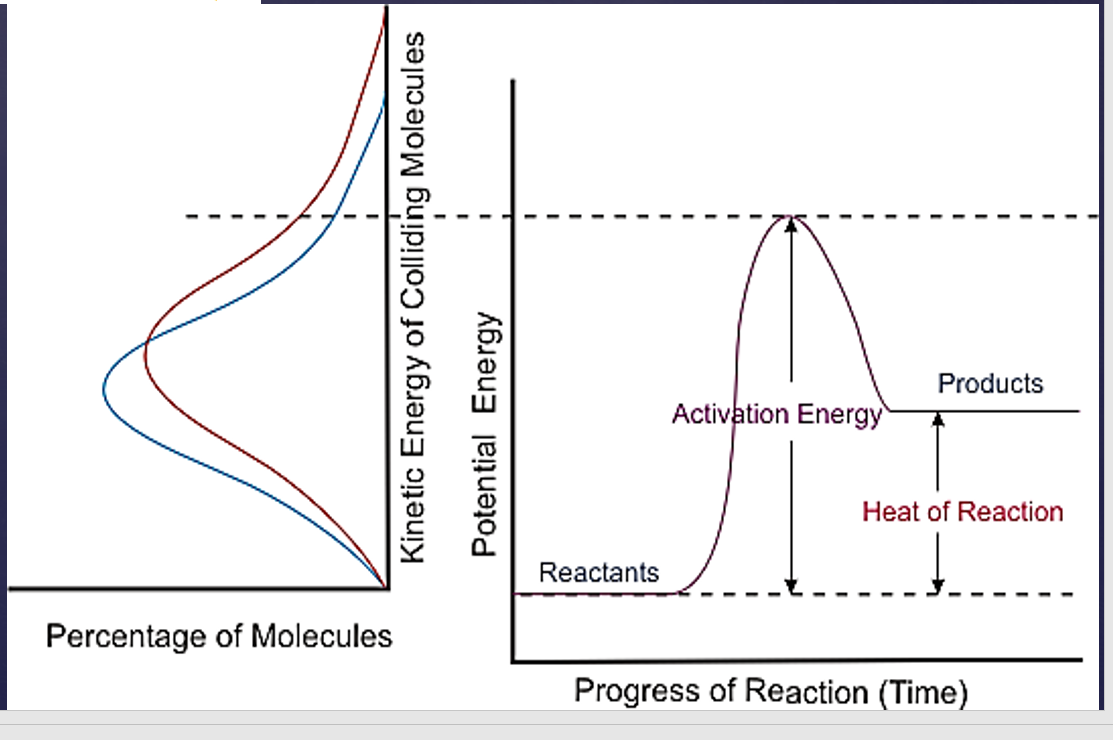 Kinetic Energy of Colliding Molecules
Percentage of Molecules
Potential Energy
Activation Energy
Products
Heat of Reaction
Reactants
Progress of Reaction (Time)